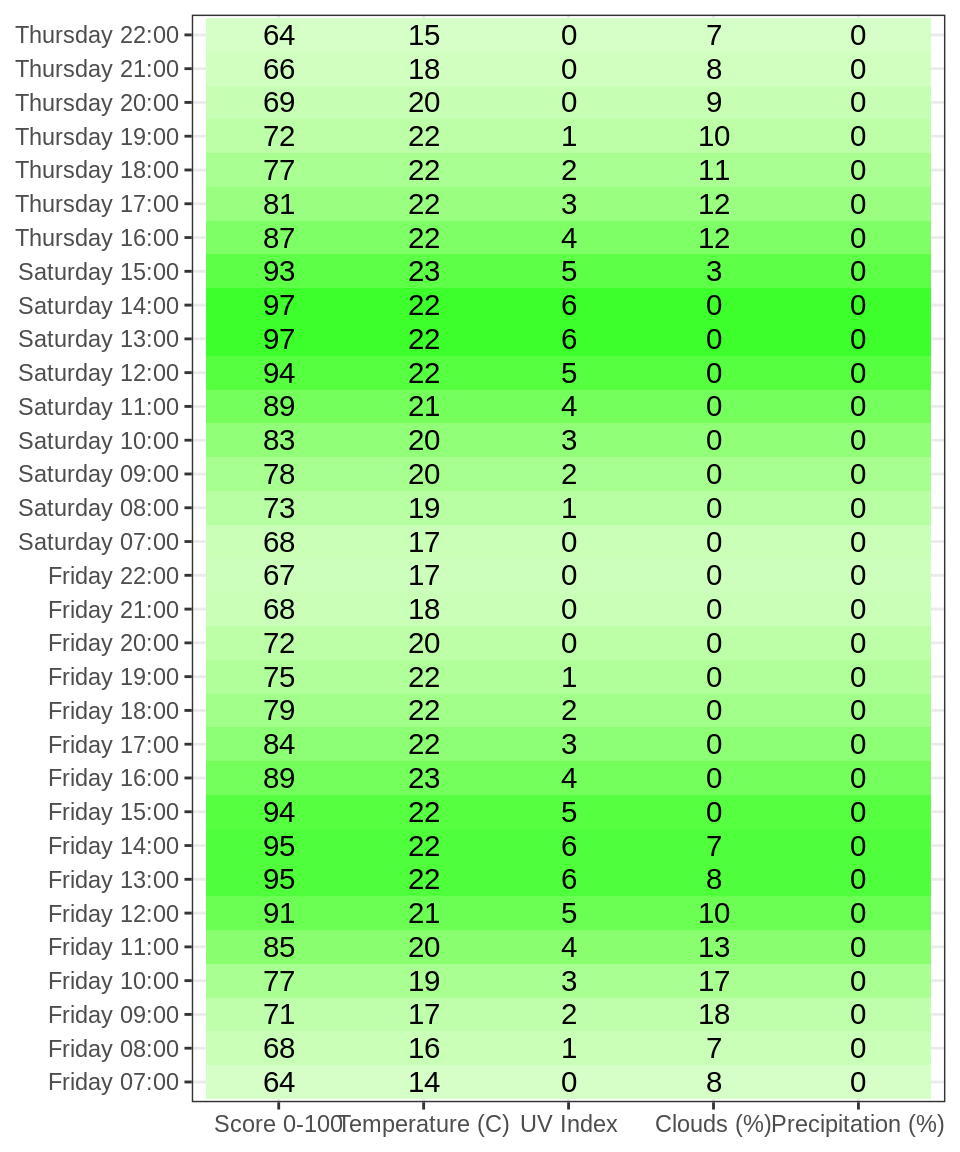 Thursday 22:00 64 15 0 7 0
Thursday 21:00 66 18 0 8 0
Thursday 20:00 69 20 0 9 0
Thursday 19:00 72 22 1 10 0
Thursday 18:00 77 22 2 11 0
Thursday 17:00 81 22 3 12 0
Thursday 16:00 87 22 4 12 0
Saturday 15:00 93 23 5 3 0
Saturday 14:00 97 22 6 0 0
Saturday 13:00 97 22 6 0 0
Saturday 12:00 94 22 5 0 0
Saturday 11:00 89 21 4 0 0
Saturday 10:00 83 20 3 0 0
Saturday 09:00 78 20 2 0 0
Saturday 08:00 73 19 1 0 0
Saturday 07:00 68 17 0 0 0
Friday 22:00 67 17 0 0 0
Friday 21:00 68 18 0 0 0
Friday 20:00 72 20 0 0 0
Friday 19:00 75 22 1 0 0
Friday 18:00 79 22 2 0 0
Friday 17:00 84 22 3 0 0
Friday 16:00 89 23 4 0 0
Friday 15:00 94 22 5 0 0
Friday 14:00 95 22 6 7 0
Friday 13:00 95 22 6 8 0
Friday 12:00 91 21 5 10 0
Friday 11:00 85 20 4 13 0
Friday 10:00 77 19 3 17 0
Friday 09:00 71 17 2 18 0
Friday 08:00 68 16 1 7 0
Friday 07:00 64 14 0 8 0
Score 0-100 Temperature (C) UV Index Clouds (%) Precipitation (%)